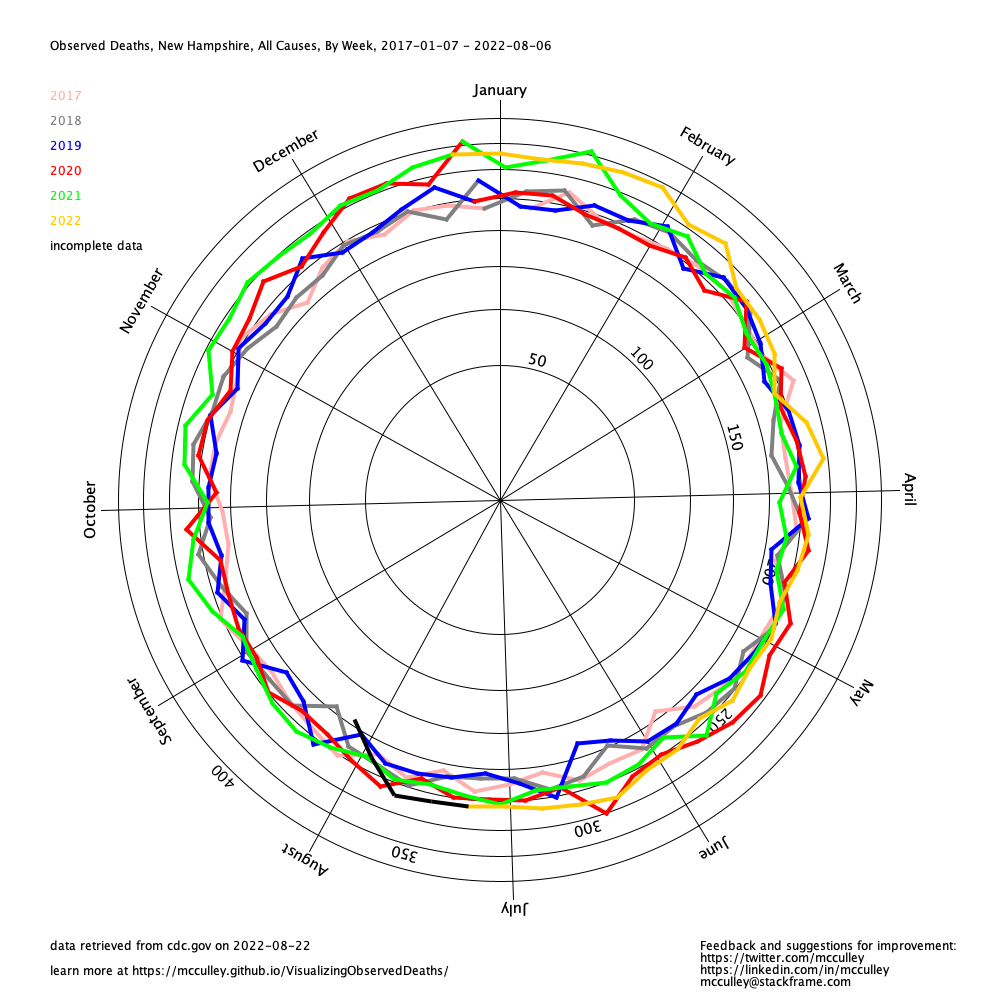 Observed Deaths, New Hampshire, All Causes, By Week, 2017-01-07 - 2022-08-06
January
2017
2018
2019
2020
2021
2022
incomplete data
December
February
November
March
50
100
150
October
April
200
September
May
250
400
300
350
August
June
July
data retrieved from cdc.gov on 2022-08-22
learn more at https://mcculley.github.io/VisualizingObservedDeaths/
Feedback and suggestions for improvement:
https://twitter.com/mcculley
https://linkedin.com/in/mcculley
mcculley@stackframe.com